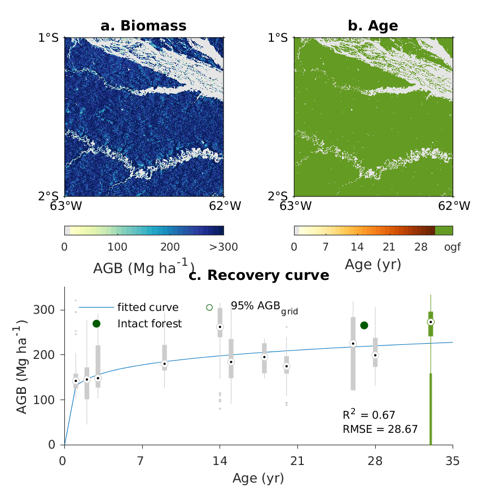 a. Biomass
b. Age
1°S
1°S
2°S
2°S
63°W
62°W
63°W
62°W
0 100 200 >300
0 7 14 21 28 ogf
AGB (Mg ha-1)
Age (yr)
c. Recovery curve
fitted curve
95% AGBgrid
Intact forest
AGB (Mg ha-1)
300
200
100
0
R2 = 0.67
RMSE = 28.67
0 7 14 21 28 35
Age (yr)